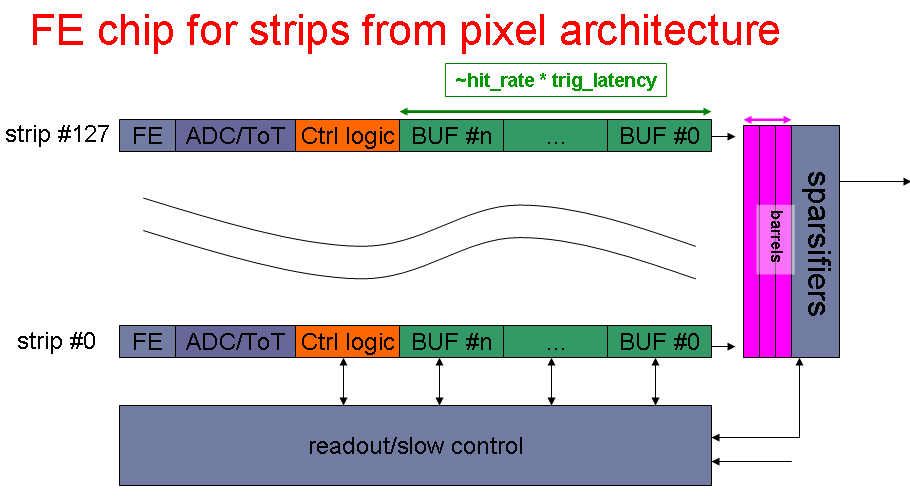 FE chip for strips from pixel architecture
~hit_rate * trig_latency
strip #127 FE ADC/ToT Ctrl logic BUF #n ... BUF #0
barrels
sparsifiers
strip #0 FE ADC/ToT Ctrl logic BUF #n ... BUF #0
readout/slow control